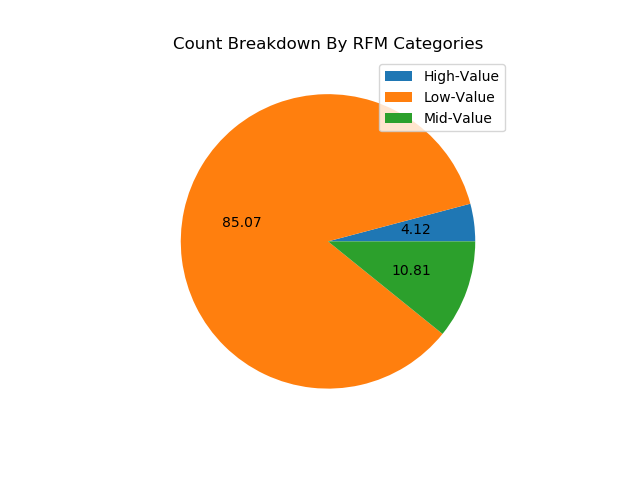 Count Breakdown By RFM Categories
High-Value
Low-Value
Mid-Value
85.07
4.12
10.81